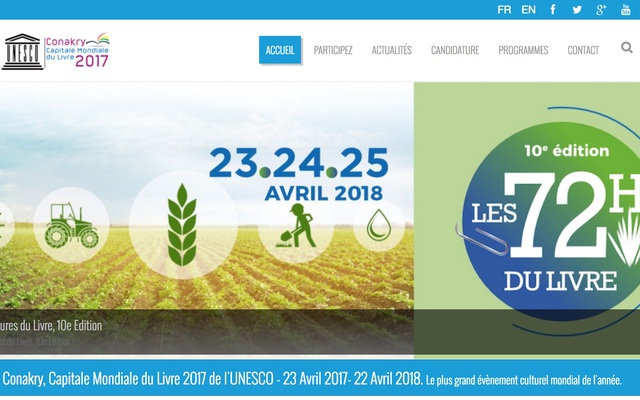 FR EN
UNESCO
Conakry
Capitale Mondiale
du Livre 2017
ACCUEIL PARTICIPEZ ACTUALITÉS CANDIDATURE PROGRAMMES CONTACT
23.24.25
AVRIL 2018
10e édition
LES 72H
DU LIVRE
ures du Livre, 10e Edition
Conakry, Capitale Mondiale du Livre 2017 de l'UNESCO - 23 Avril 2017- 22 Avril 2018. Le plus grand évènement culturel mondial de l'année.